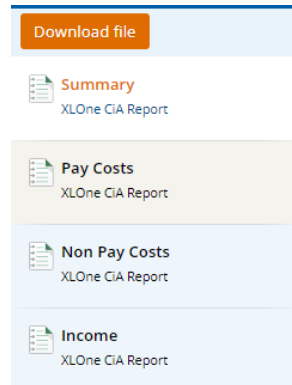 Download file
Summary
XLOne CiA Report
Pay Costs
XLOne CiA Report
Non Pay Costs
XLOne CiA Report
Income
XLOne CiA Report